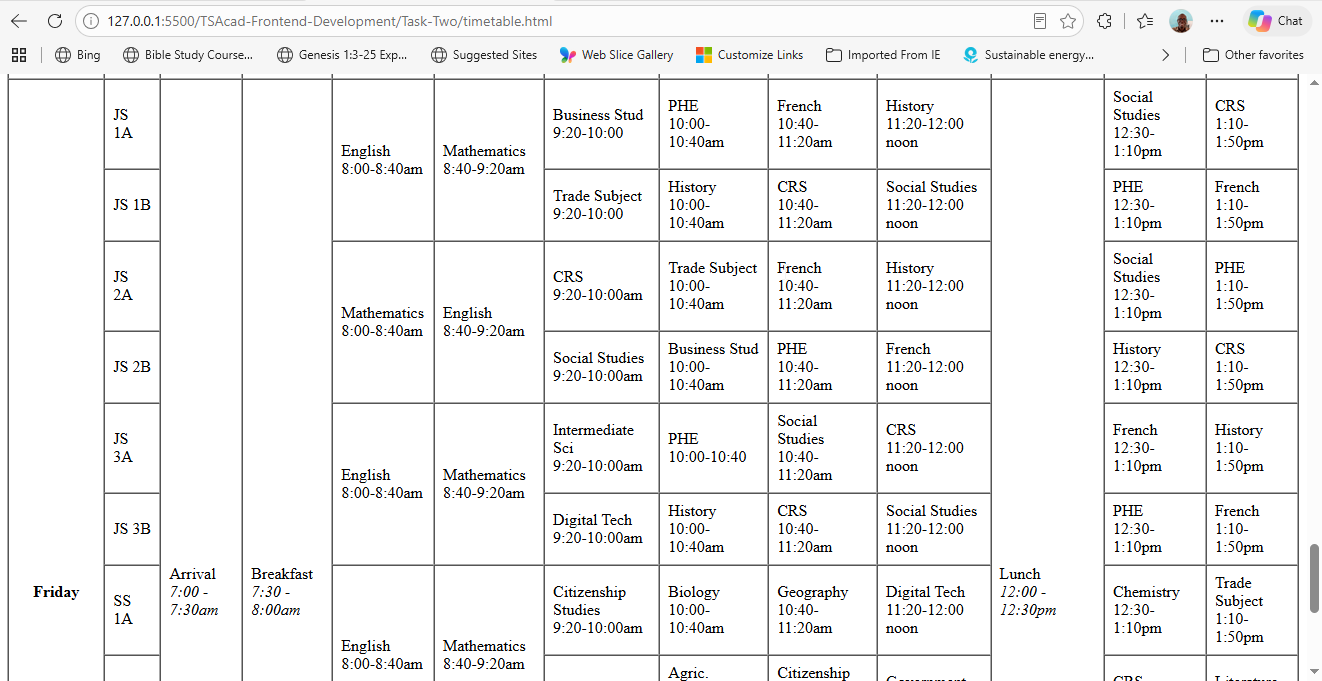 127.0.0.1:5500/TSAcad-Frontend-Development/Task-Two/timetable.html
Chat
Bing
Bible Study Course...
Genesis 1:3-25 Exp...
Suggested Sites
Web Slice Gallery
Customize Links
Imported From IE
Sustainable energy...
Other favorites
Friday
Arrival
7:00 -
7:30am
Breakfast
7:30 -
8:00am
Lunch
12:00 -
12:30pm
JS
1A
English
8:00-8:40am
Mathematics
8:40-9:20am
Business Stud
9:20-10:00
PHE
10:00-
10:40am
French
10:40-
11:20am
History
11:20-12:00
noon
Social
Studies
12:30-
1:10pm
CRS
1:10-
1:50pm
JS 1B
Trade Subject
9:20-10:00
History
10:00-
10:40am
CRS
10:40-
11:20am
Social Studies
11:20-12:00
noon
PHE
12:30-
1:10pm
French
1:10-
1:50pm
JS
2A
Mathematics
8:00-8:40am
English
8:40-9:20am
CRS
9:20-10:00am
Trade Subject
10:00-
10:40am
French
10:40-
11:20am
History
11:20-12:00
noon
Social
Studies
12:30-
1:10pm
PHE
1:10-
1:50pm
JS 2B
Social Studies
9:20-10:00am
Business Stud
10:00-
10:40am
PHE
10:40-
11:20am
French
11:20-12:00
noon
History
12:30-
1:10pm
CRS
1:10-
1:50pm
JS
3A
English
8:00-8:40am
Mathematics
8:40-9:20am
Intermediate
Sci
9:20-10:00am
PHE
10:00-10:40
Social
Studies
10:40-
11:20am
CRS
11:20-12:00
noon
French
12:30-
1:10pm
History
1:10-
1:50pm
JS 3B
Digital Tech
9:20-10:00am
History
10:00-
10:40am
CRS
10:40-
11:20am
Social Studies
11:20-12:00
noon
PHE
12:30-
1:10pm
French
1:10-
1:50pm
SS
1A
English
8:00-8:40am
Mathematics
8:40-9:20am
Citizenship
Studies
9:20-10:00am
Biology
10:00-
10:40am
Geography
10:40-
11:20am
Digital Tech
11:20-12:00
noon
Chemistry
12:30-
1:10pm
Trade
Subject
1:10-
1:50pm
Agric.
Citizenship
Government
CRS
Literature